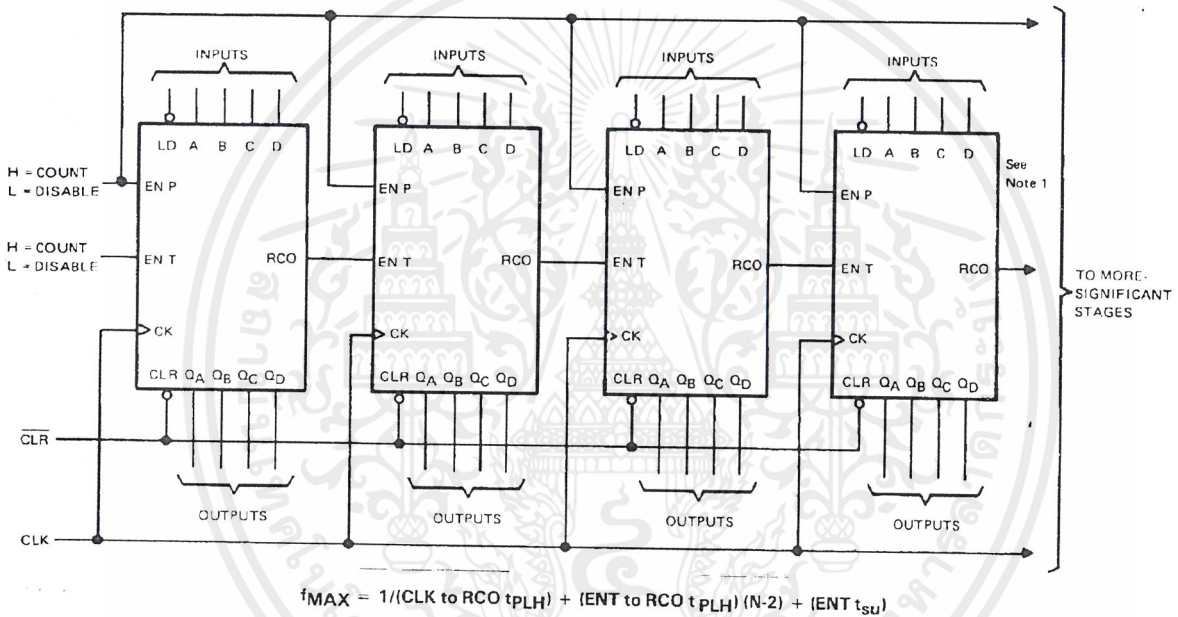 INPUTS INPUTS INPUTS INPUTS
LD A B C D LD A B C D LD A B C D LD A B C D
See
Note 1
H = COUNT
L = DISABLE
EN P EN P EN P EN P
H = COUNT
L = DISABLE
EN T RCO EN T RCO EN T RCO EN T RCO
TO MORE-
SIGNIFICANT
STAGES
CK CK CK CK
CLR QA QB QC QD CLR QA QB QC QD CLR QA QB QC QD CLR QA QB QC QD
CLR
OUTPUTS OUTPUTS OUTPUTS OUTPUTS
CLK
fMAX = 1/(CLK to RCO tPLH) + (ENT to RCO tPLH) (N-2) + (ENT tsu)